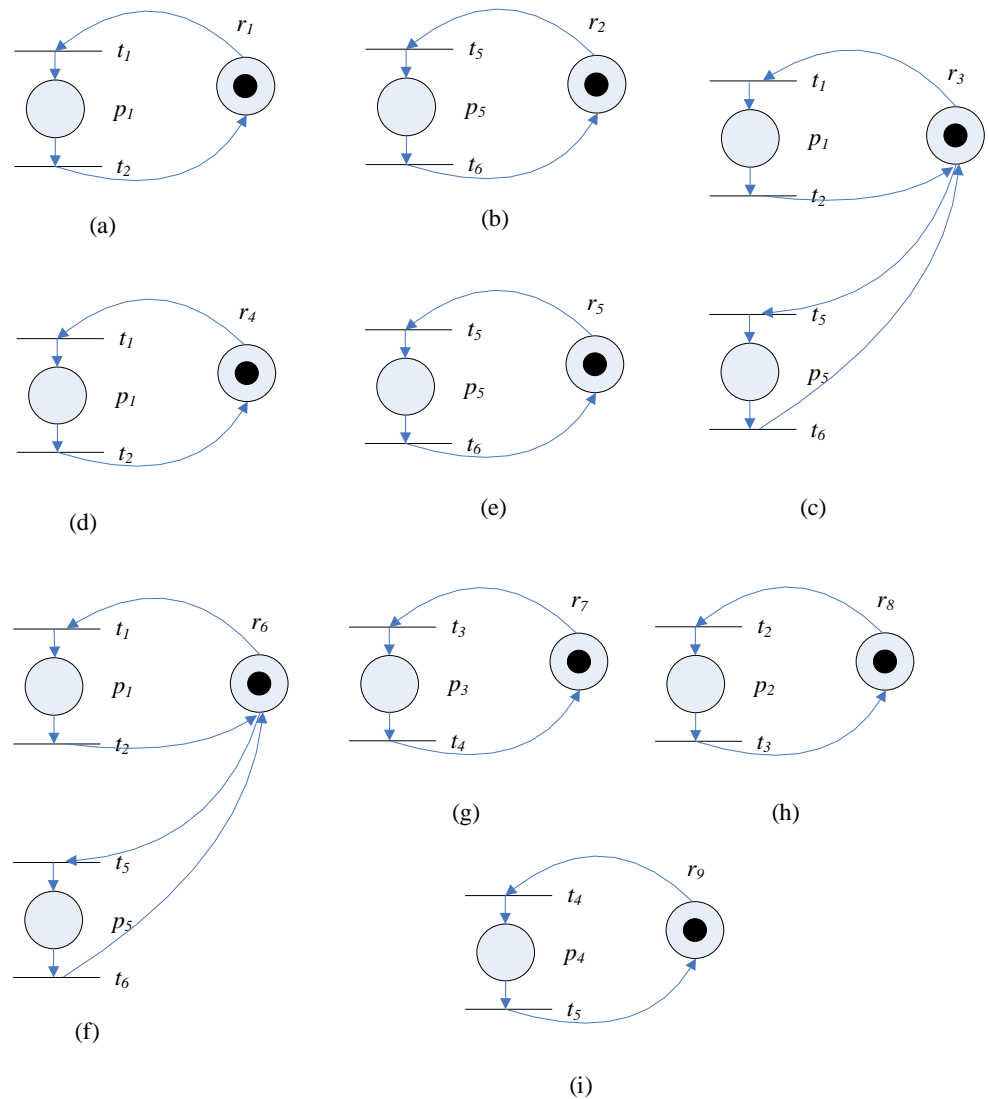 r1
t1
p1
t2
(a)
r2
t5
p5
t6
(b)
r3
t1
p1
t2
t5
p5
t6
(c)
r4
t1
p1
t2
(d)
r5
t5
p5
t6
(e)
r6
t1
p1
t2
t5
p5
t6
(f)
r7
t3
p3
t4
(g)
r8
t2
p2
t3
(h)
r9
t4
p4
t5
(i)